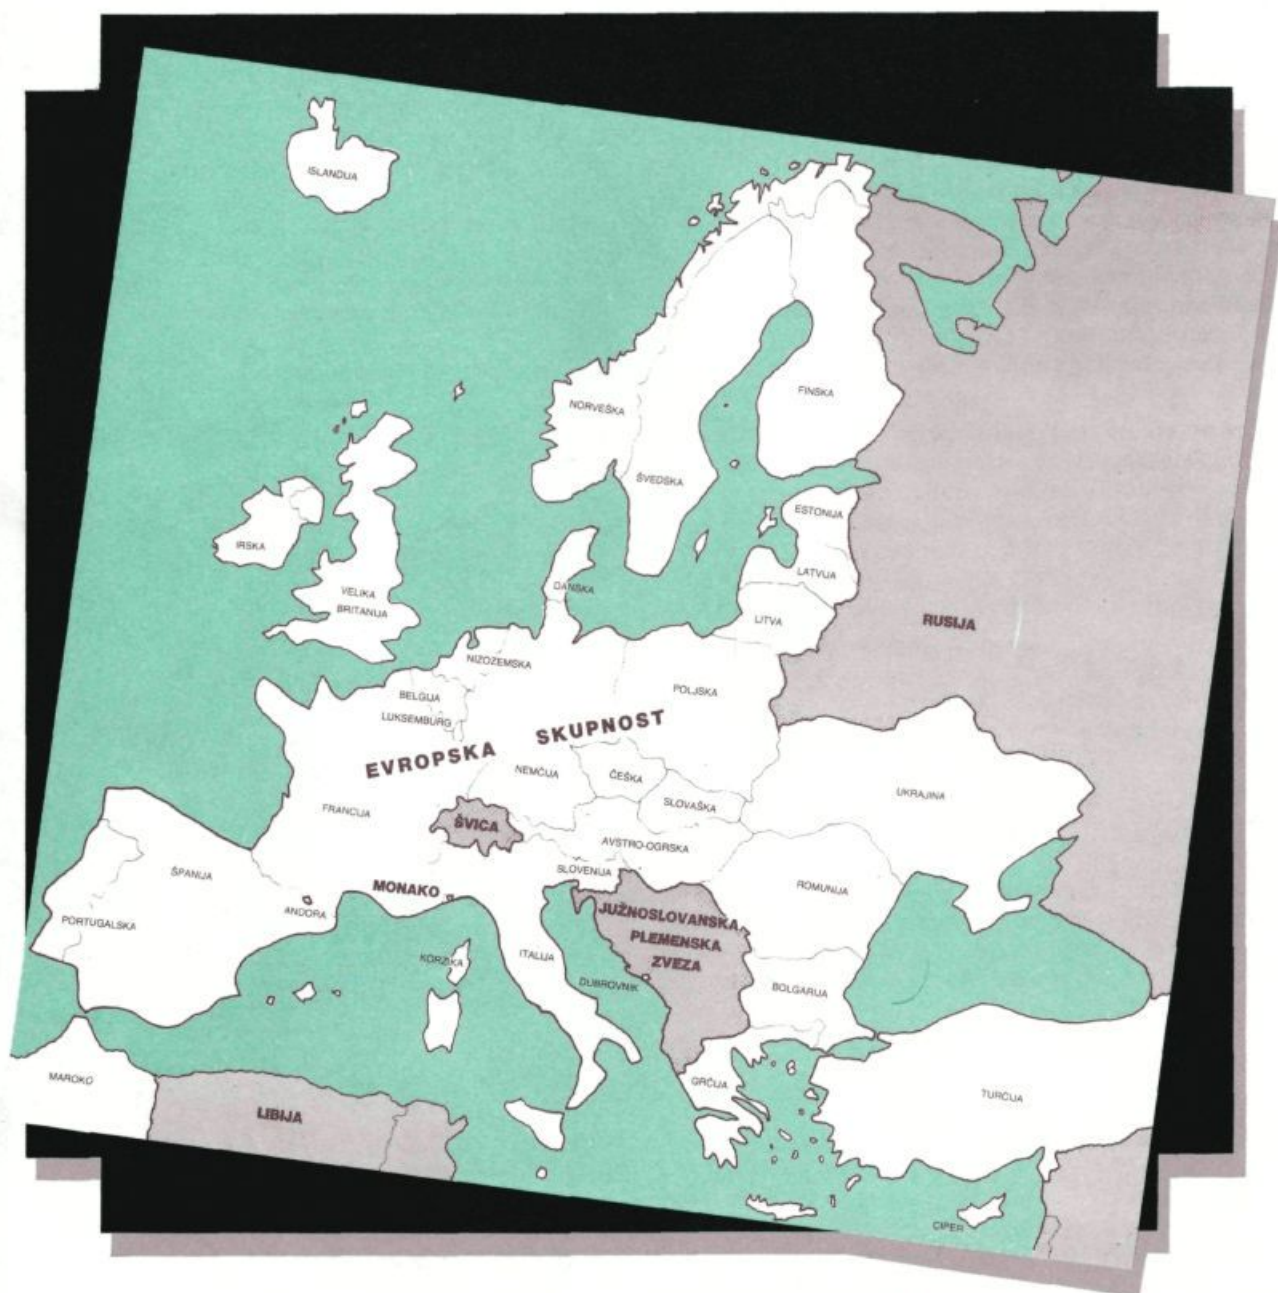 ISLANDIJA
NORVEŠKA
FINSKA
ŠVEDSKA
ESTONIJA
IRSKA
LATVIJA
DANSKA
VELIKA
BRITANIJA
LITVA
RUSIJA
NIZOZEMSKA
BELGIJA
POLJSKA
LUKSEMBURG
EVROPSKA SKUPNOST
NEMČIJA
ČEŠKA
UKRAJINA
SLOVAŠKA
FRANCIJA
ŠVICA
AVSTRO-OGRSKA
ŠPANIJA
SLOVENIJA
MONAKO
ROMUNIJA
ANDORA
PORTUGALSKA
JUŽNOSLOVANSKA
PLEMENSKA
ZVEZA
KORZIKA
ITALIJA
DUBROVNIK
BOLGARIJA
MAROKO
GRČIJA
TURČIJA
LIBIJA
CIPER